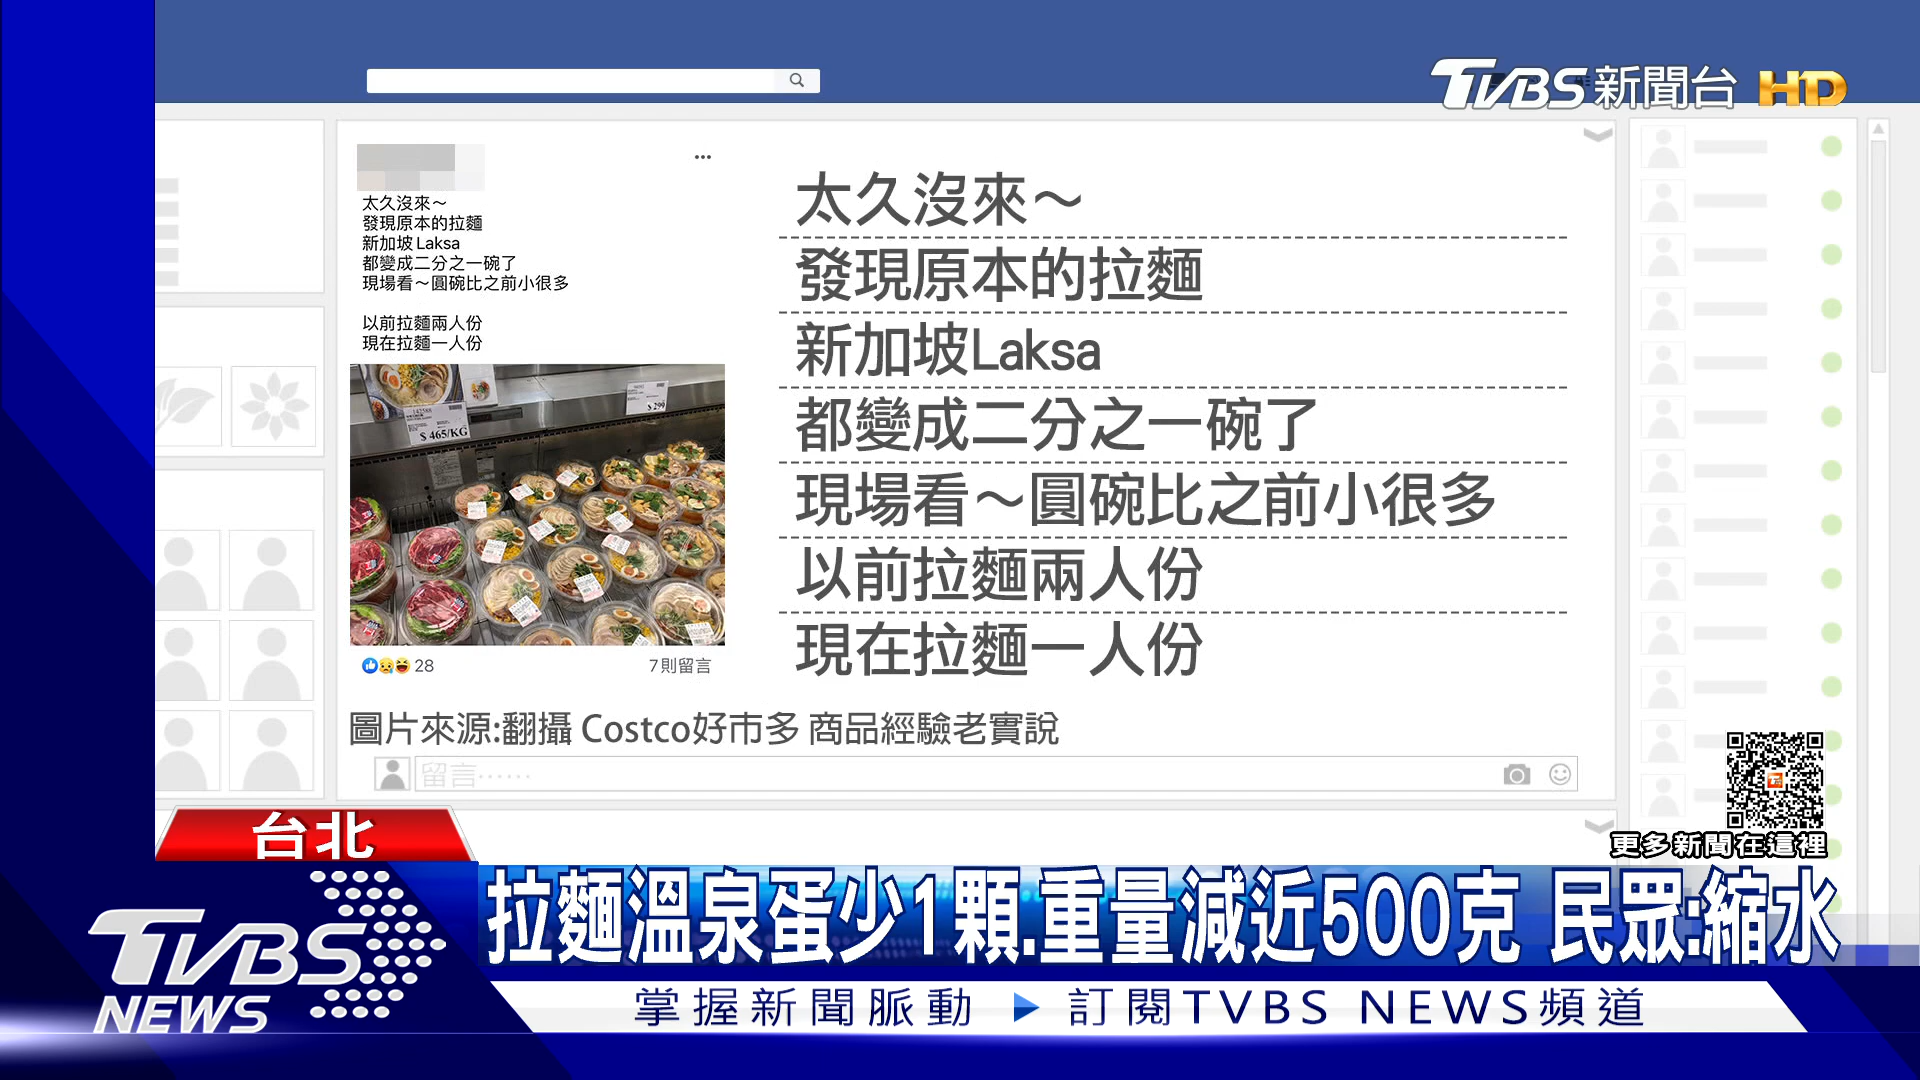 TVBS新聞台 HD
太久沒來～
發現原本的拉麵
新加坡Laksa
都變成二分之一碗了
現場看～圓碗比之前小很多
以前拉麵兩人份
現在拉麵一人份
142588
$465/KG
$299
28
7則留言
太久沒來～
發現原本的拉麵
新加坡Laksa
都變成二分之一碗了
現場看～圓碗比之前小很多
以前拉麵兩人份
現在拉麵一人份
圖片來源:翻攝 Costco好市多 商品經驗老實說
留言……
更多新聞在這裡
台北
拉麵溫泉蛋少1顆.重量減近500克 民眾:縮水
TVBS
NEWS
掌握新聞脈動 ▶ 訂閱TVBS NEWS頻道